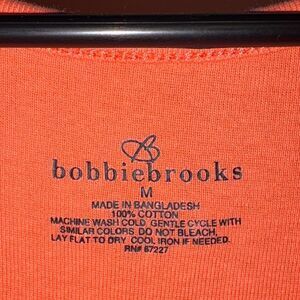 B
bobbiebrooks
M
MADE IN BANGLADESH
100% COTTON
MACHINE WASH COLD, GENTLE CYCLE WITH
SIMILAR COLORS. DO NOT BLEACH,
LAY FLAT TO DRY. COOL IRON IF NEEDED.
RN# 67227